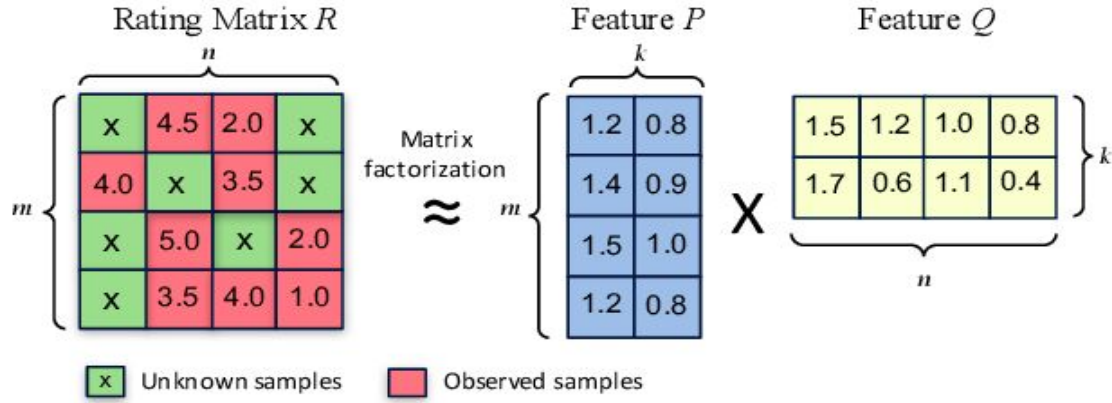 Rating Matrix R
Feature P
Feature Q
n
k
m
x 4.5 2.0 x
4.0 x 3.5 x
x 5.0 x 2.0
x 3.5 4.0 1.0
Matrix
factorization
≈
m
1.2 0.8
1.4 0.9
1.5 1.0
1.2 0.8
X
1.5 1.2 1.0 0.8
1.7 0.6 1.1 0.4
k
n
x Unknown samples
Observed samples